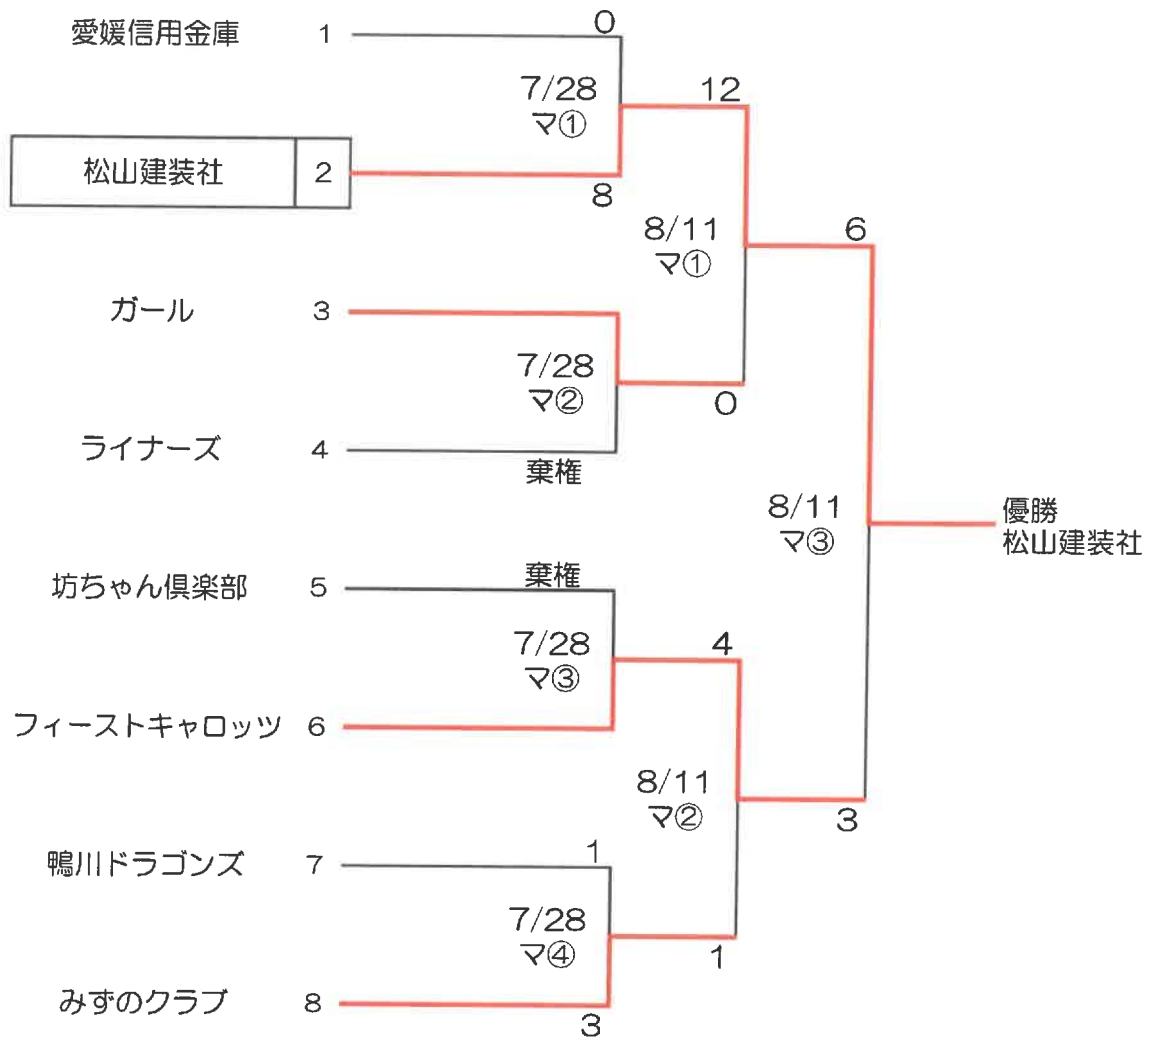 愛媛信用金庫 1
0
7/28
マ①
12
松山建装社 2
8
8/11
マ①
6
ガール 3
7/28
マ②
0
ライナーズ 4
棄権
8/11
マ③
優勝
松山建装社
坊ちゃん倶楽部 5
棄権
7/28
マ③
4
フィーストキャロッツ 6
8/11
マ②
3
鴨川ドラゴンズ 7
1
7/28
マ④
1
みずのクラブ 8
3